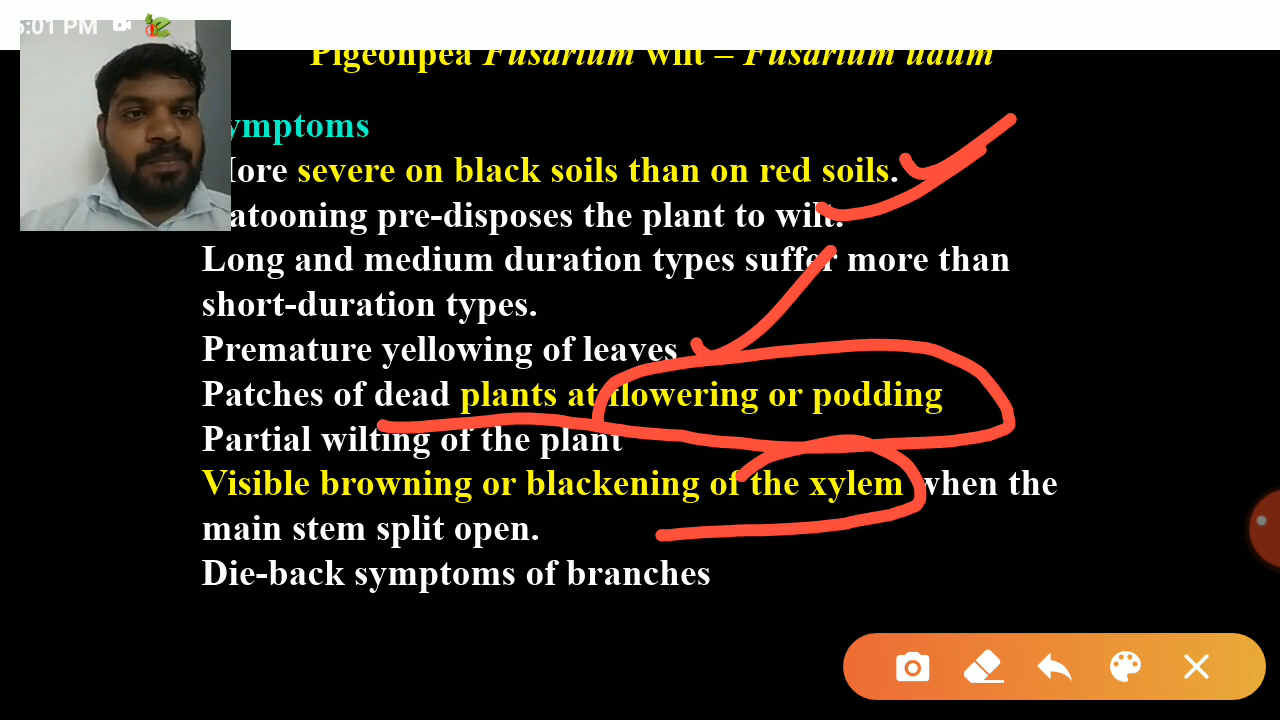 5:01 PM
Pigeonpea Fusarium wilt – Fusarium udum
ymptoms
More severe on black soils than on red soils.
atooning pre-disposes the plant to wilt.
Long and medium duration types suffer more than
short-duration types.
Premature yellowing of leaves
Patches of dead plants at flowering or podding
Partial wilting of the plant
Visible browning or blackening of the xylem when the
main stem split open.
Die-back symptoms of branches